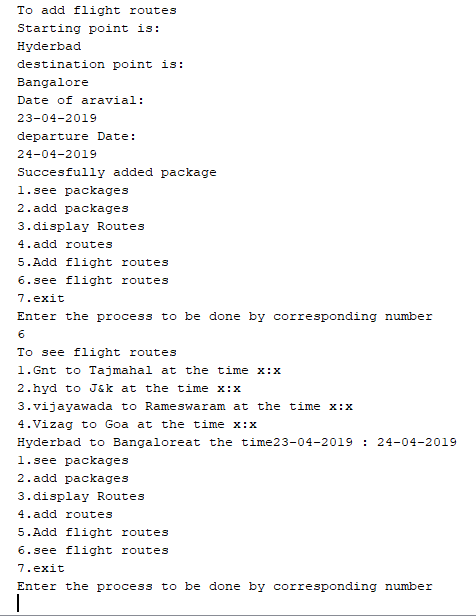 To add flight routes
Starting point is:
Hyderbad
destination point is:
Bangalore
Date of aravial:
23-04-2019
departure Date:
24-04-2019
Succesfully added package
1.see packages
2.add packages
3.display Routes
4.add routes
5.Add flight routes
6.see flight routes
7.exit
Enter the process to be done by corresponding number
6
To see flight routes
1.Gnt to Tajmahal at the time x:x
2.hyd to J&k at the time x:x
3.vijayawada to Rameswaram at the time x:x
4.Vizag to Goa at the time x:x
Hyderbad to Bangaloreat the time23-04-2019 : 24-04-2019
1.see packages
2.add packages
3.display Routes
4.add routes
5.Add flight routes
6.see flight routes
7.exit
Enter the process to be done by corresponding number